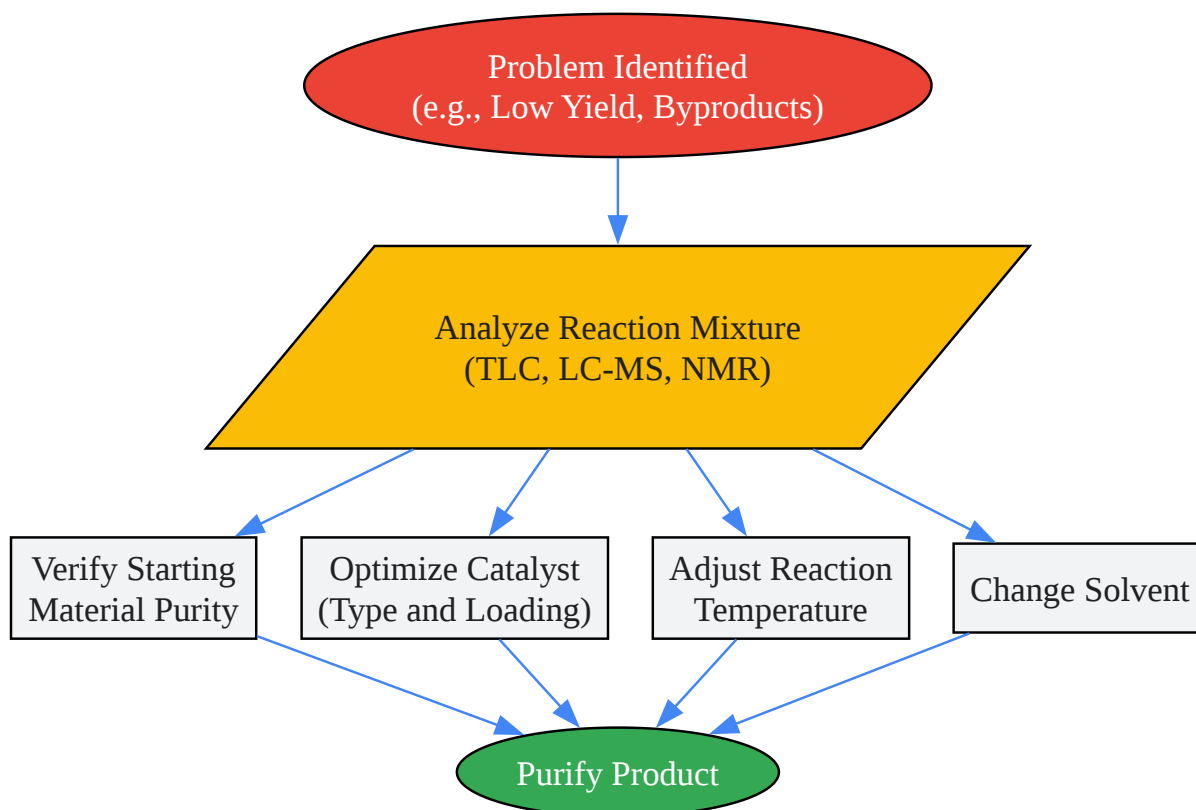 Problem Identified
(e.g., Low Yield, Byproducts)
Analyze Reaction Mixture
(TLC, LC-MS, NMR)
Verify Starting
Material Purity
Optimize Catalyst
(Type and Loading)
Adjust Reaction
Temperature
Change Solvent
Purify Product